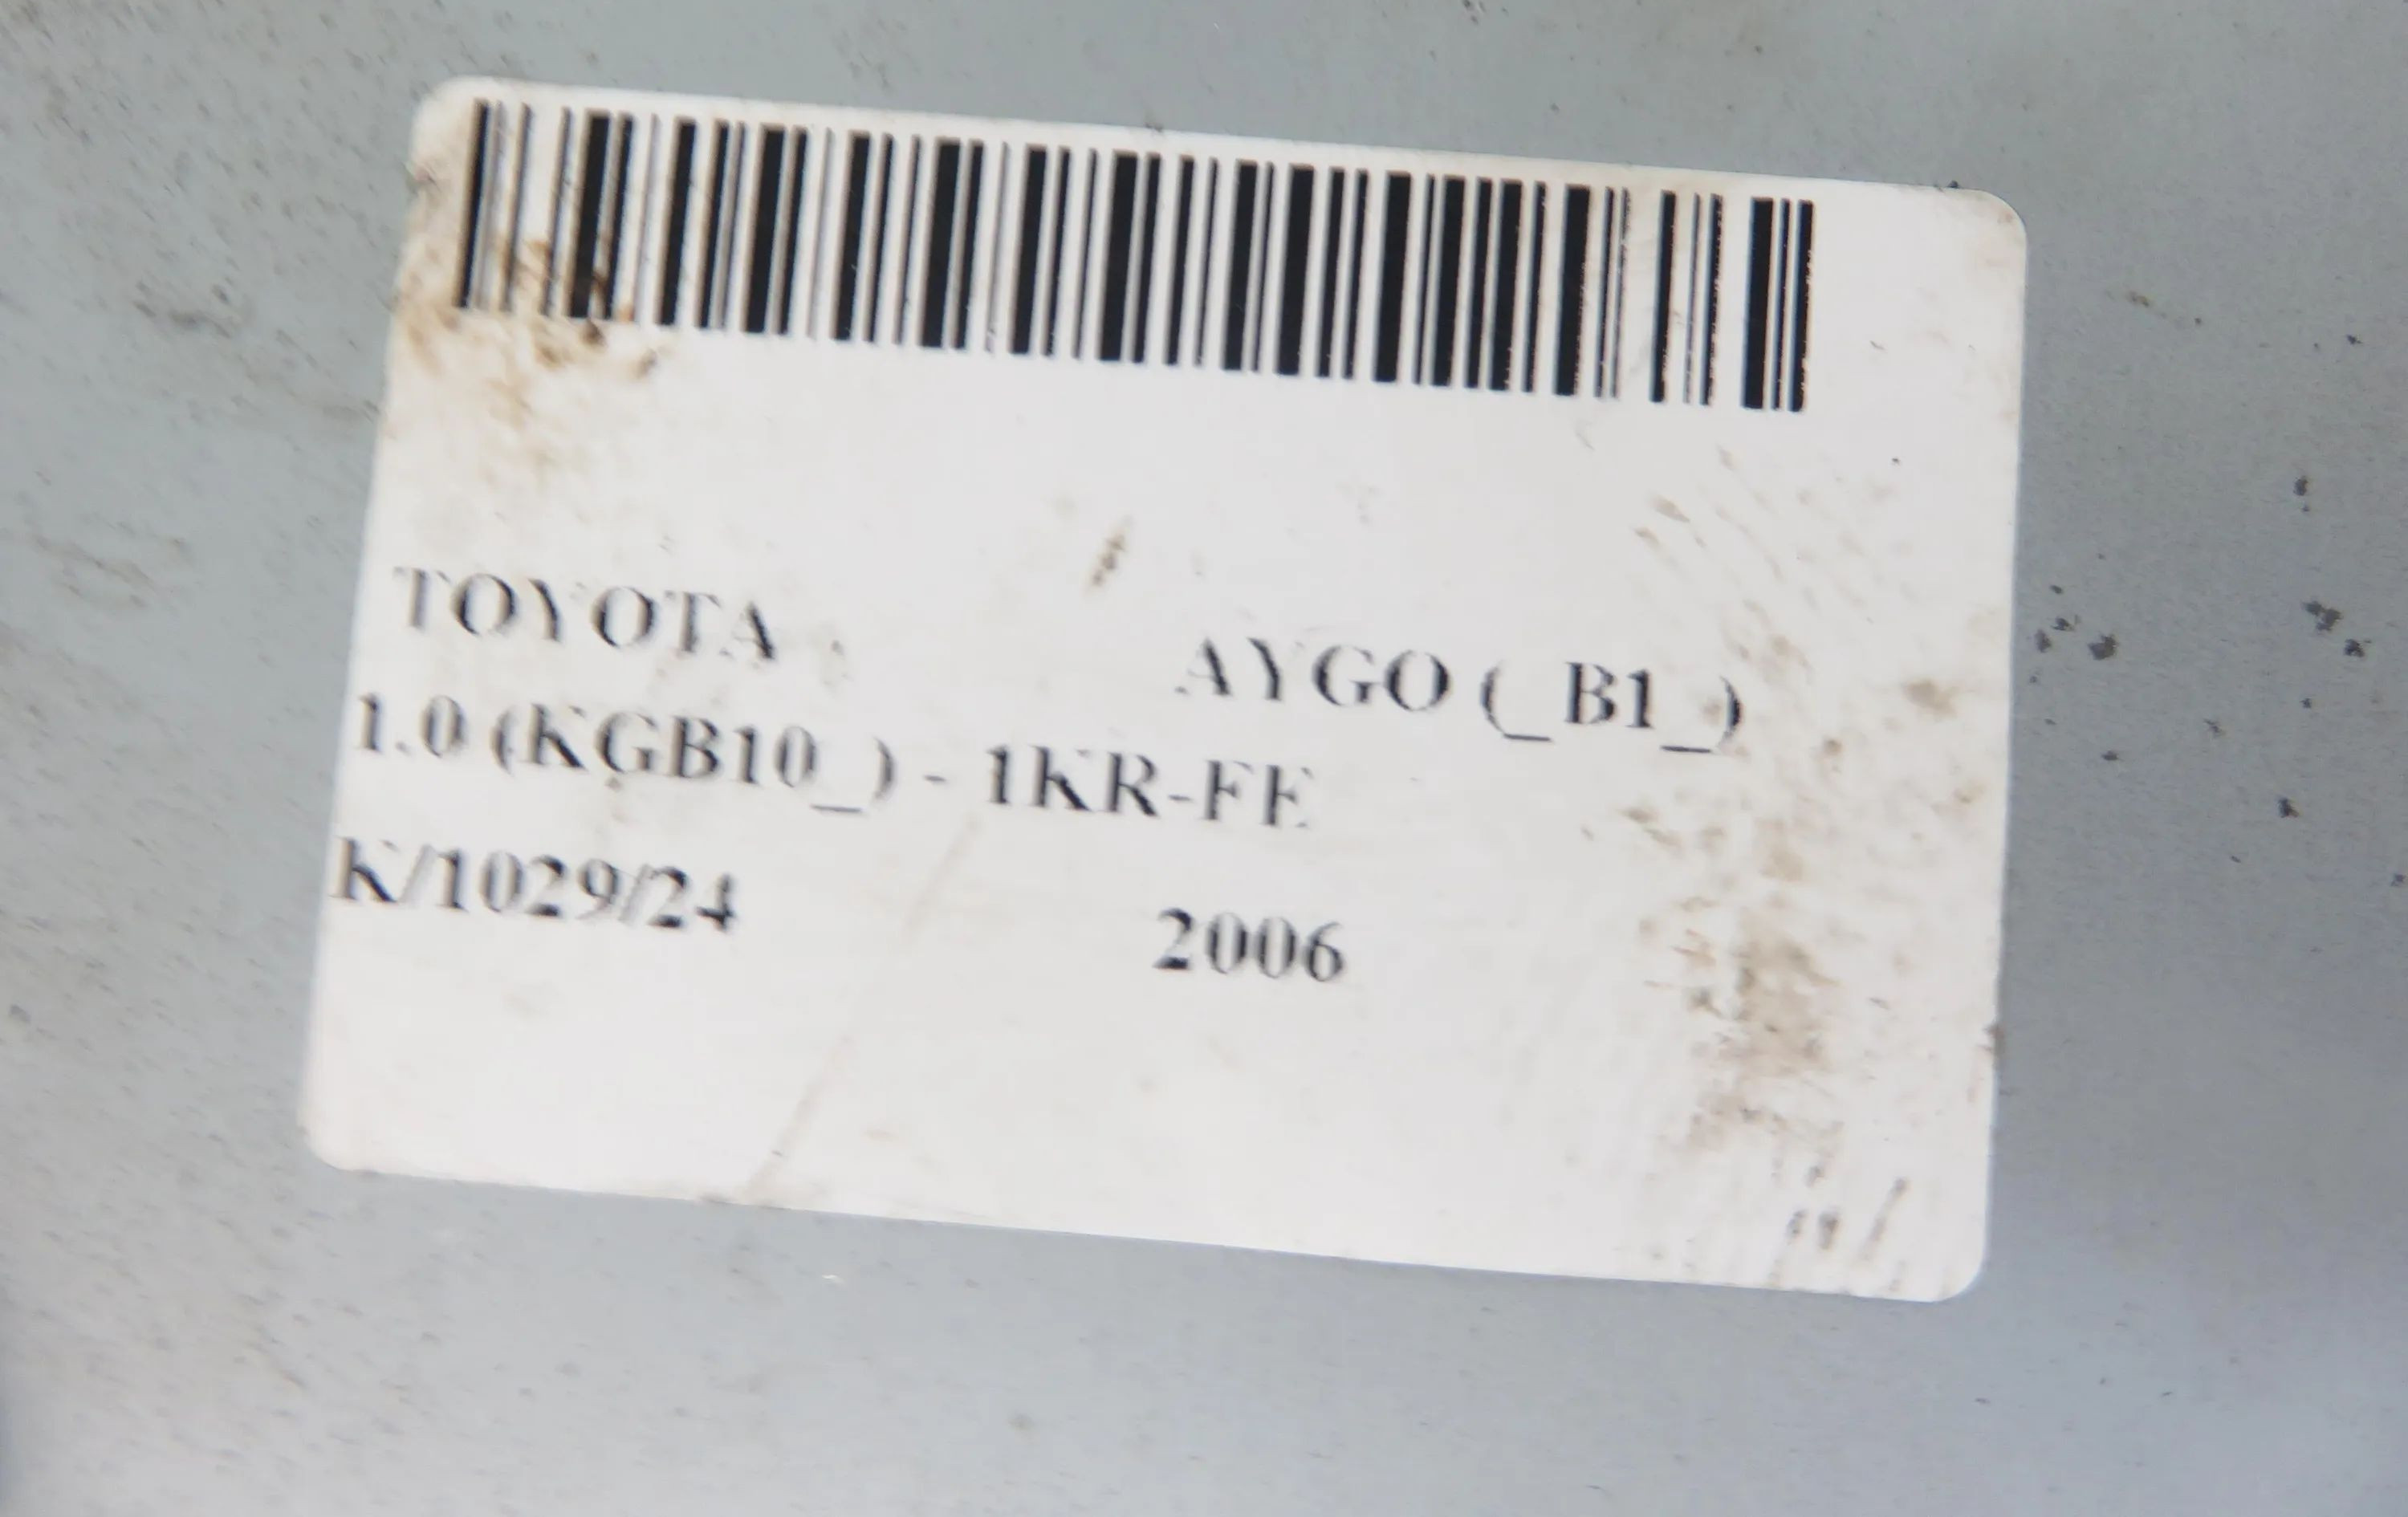 TOYOTA AYGO (_B1_)
1.0 (KGB10_) - 1KR-FE
K/1029/24 2006